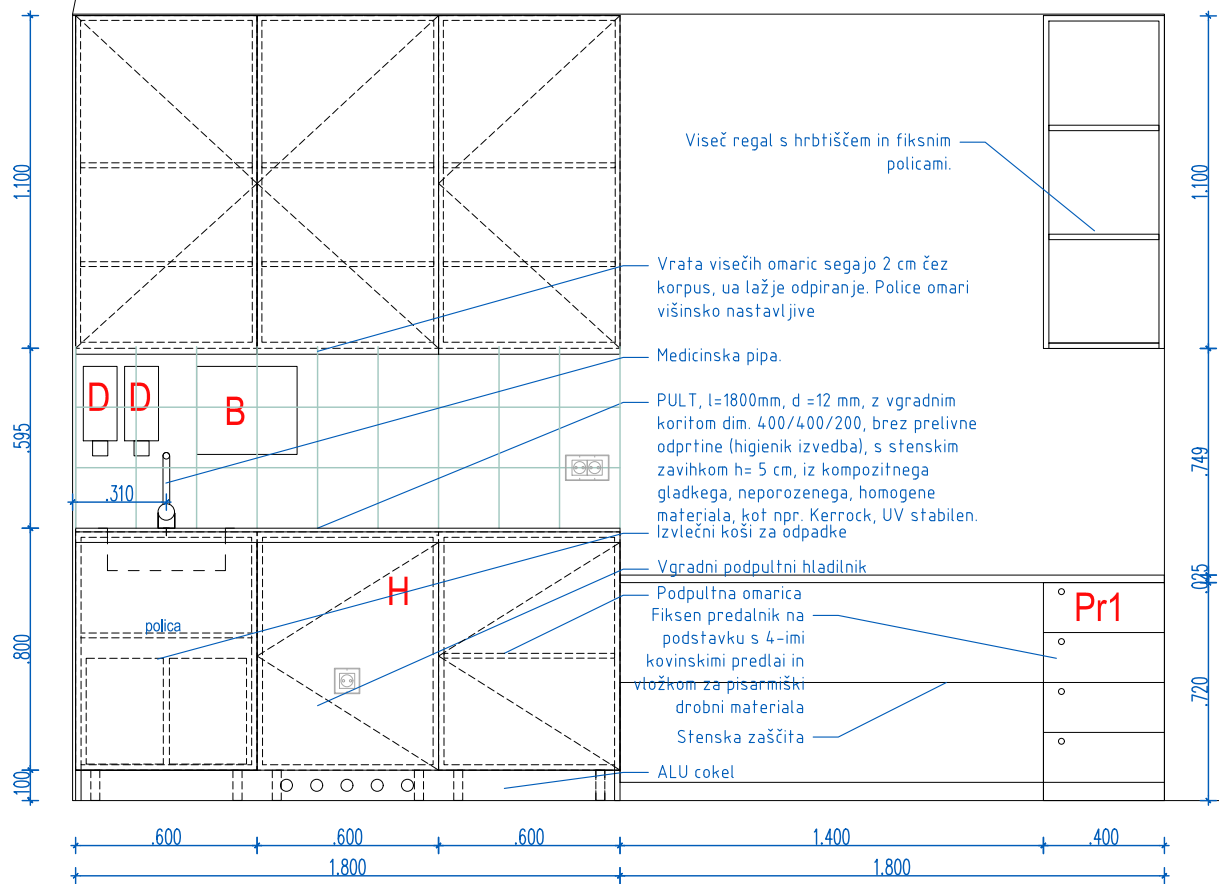 Viseč regal s hrbtiščem in fiksnim
policami.
1.100
1.100
Vrata visečih omaric segajo 2 cm čez
korpus, ua lažje odpiranje. Police omari
višinsko nastavljive
Medicinska pipa.
D
D
B
PULT, l=1800mm, d =12 mm, z vgradnim
koritom dim. 400/400/200, brez prelivne
odprtine (higienik izvedba), s stenskim
zavihkom h= 5 cm, iz kompozitnega
gladkega, neporozenega, homogene
materiala, kot npr. Kerrock, UV stabilen.
.595
.749
.310
Izvlečni koši za odpadke
Vgradni podpultni hladilnik
H
.025
Podpultna omarica
Pr1
Fiksen predalnik na
podstavku s 4-imi
kovinskimi predlai in
vložkom za pisarmiški
drobni materiala
polica
.800
.720
Stenska zaščita
ALU cokel
.100
.600
.600
.600
1.400
.400
1.800
1.800